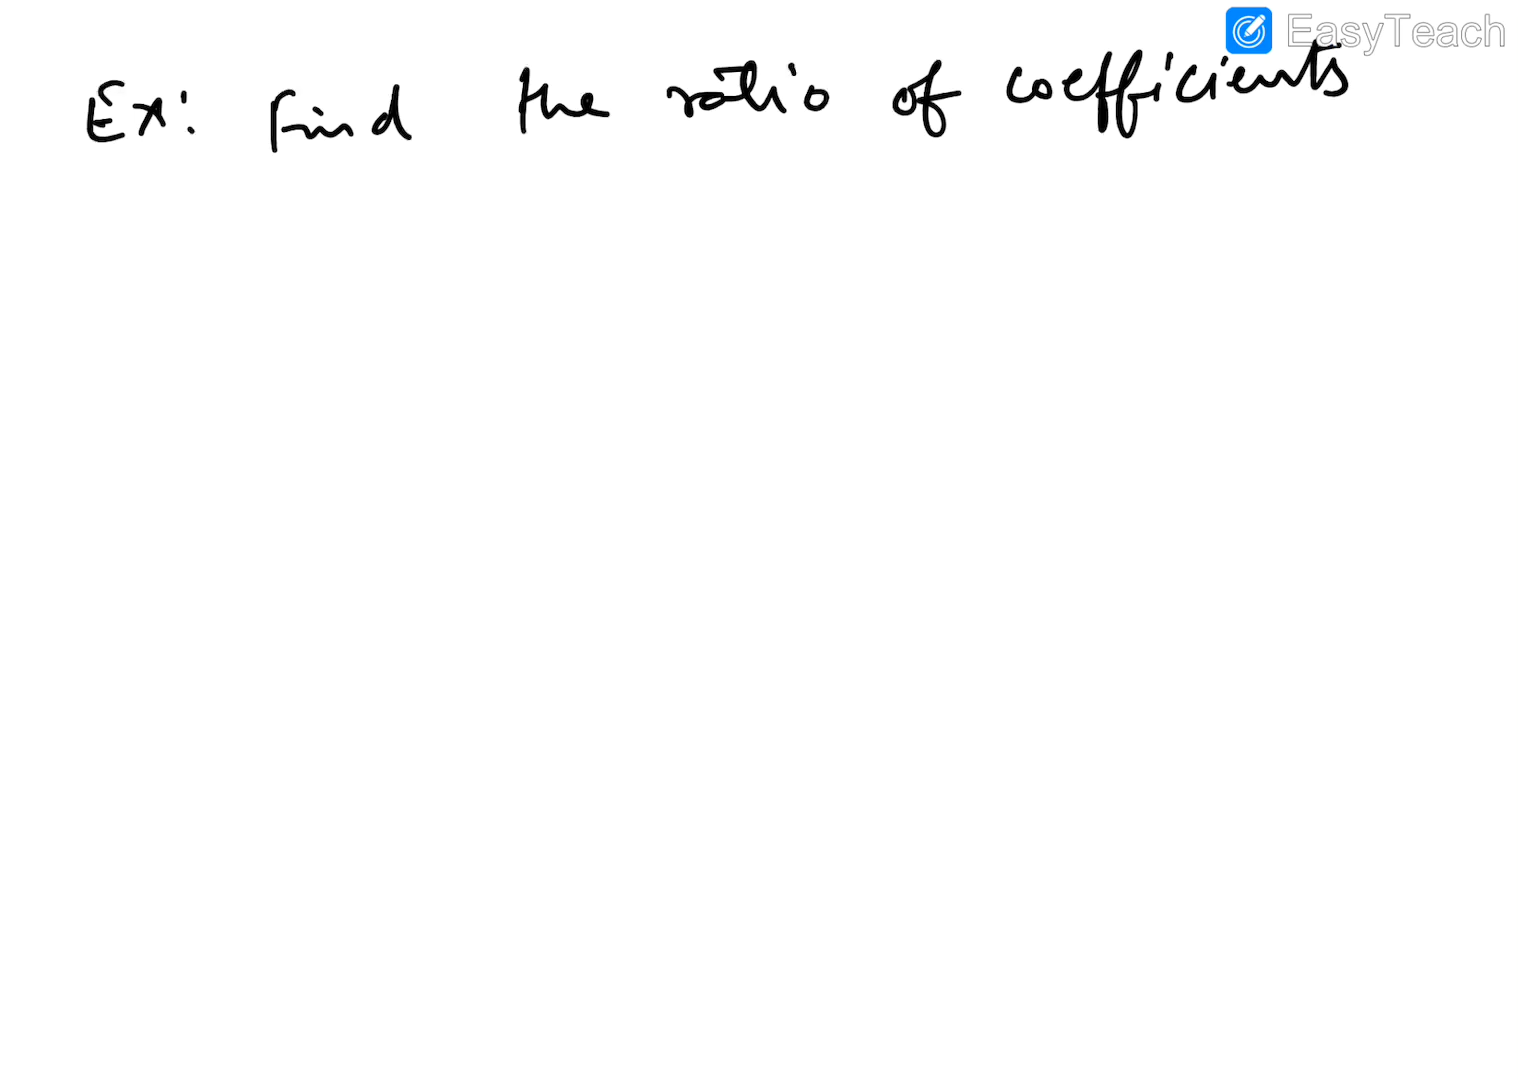 EasyTeach
Ex: Find the ratio of coefficients